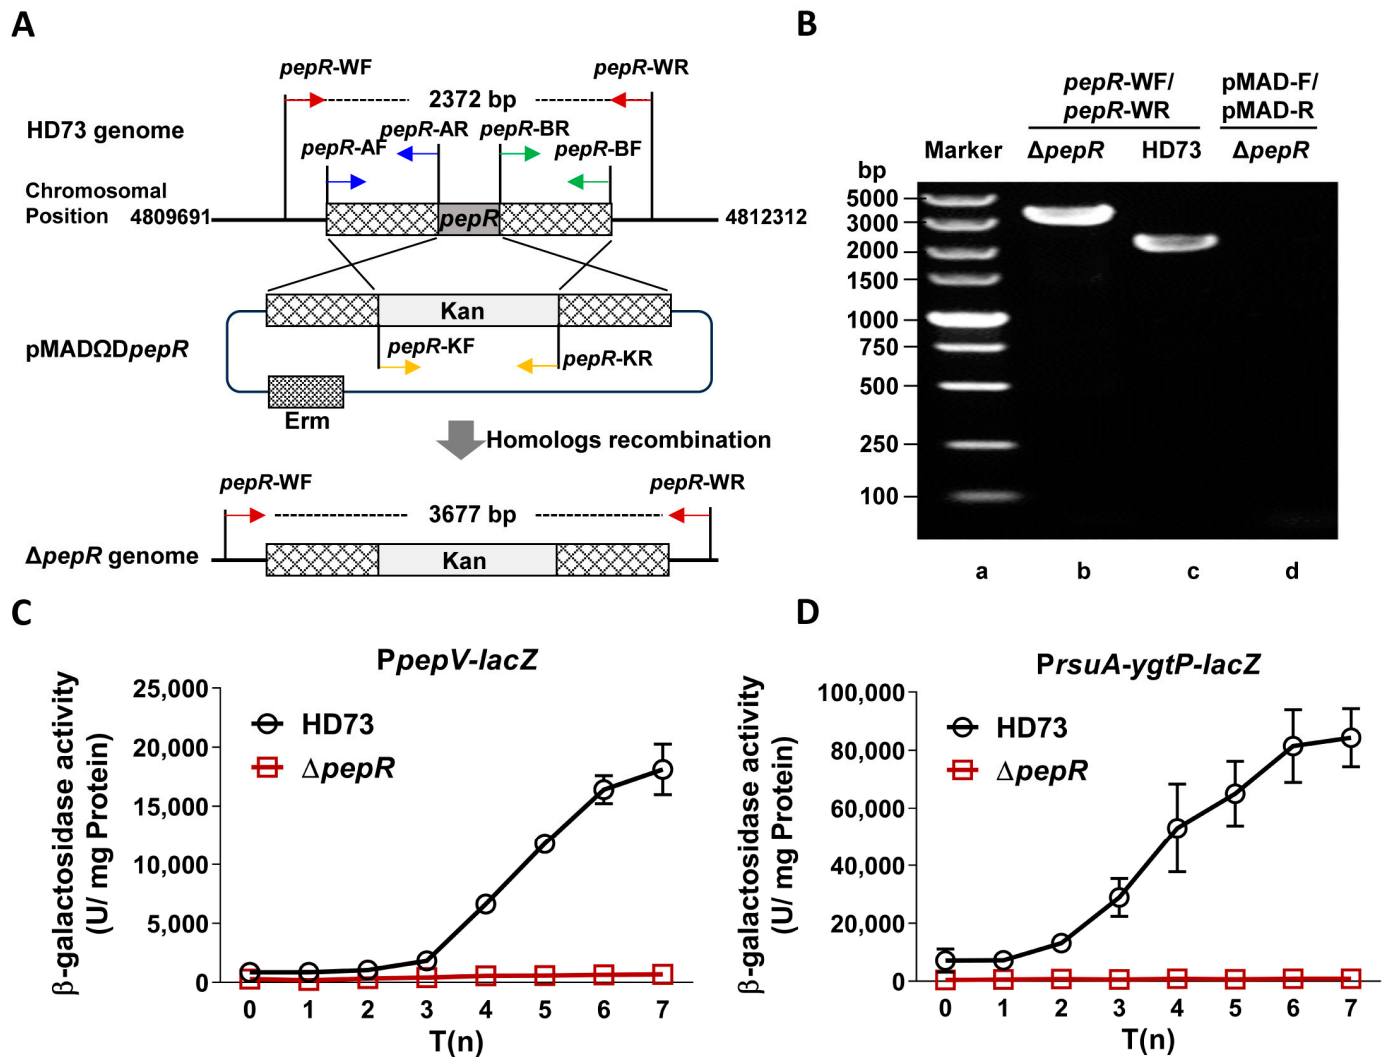 A
pepR-WF
pepR-WR
2372 bp
HD73 genome
pepR-AR
pepR-BR
pepR-AF
pepR-BF
Chromosomal
Position
4809691
pepR
4812312
Kan
pMADΩDpepR
pepR-KF
pepR-KR
Erm
Homologs recombination
pepR-WF
pepR-WR
3677 bp
ΔpepR genome
Kan
B
pepR-WF/
pepR-WR
pMAD-F/
pMAD-R
Marker
ΔpepR
HD73
ΔpepR
bp
5000
3000
2000
1500
1000
750
500
250
100
a
b
c
d
C
PpepV-lacZ
β-galactosidase activity
(U/ mg Protein)
25,000
20,000
15,000
10,000
5,000
0
HD73
ΔpepR
0 1 2 3 4 5 6 7
T(n)
D
PrsuA-ygtP-lacZ
β-galactosidase activity
(U/ mg Protein)
100,000
80,000
60,000
40,000
20,000
0
HD73
ΔpepR
0 1 2 3 4 5 6 7
T(n)